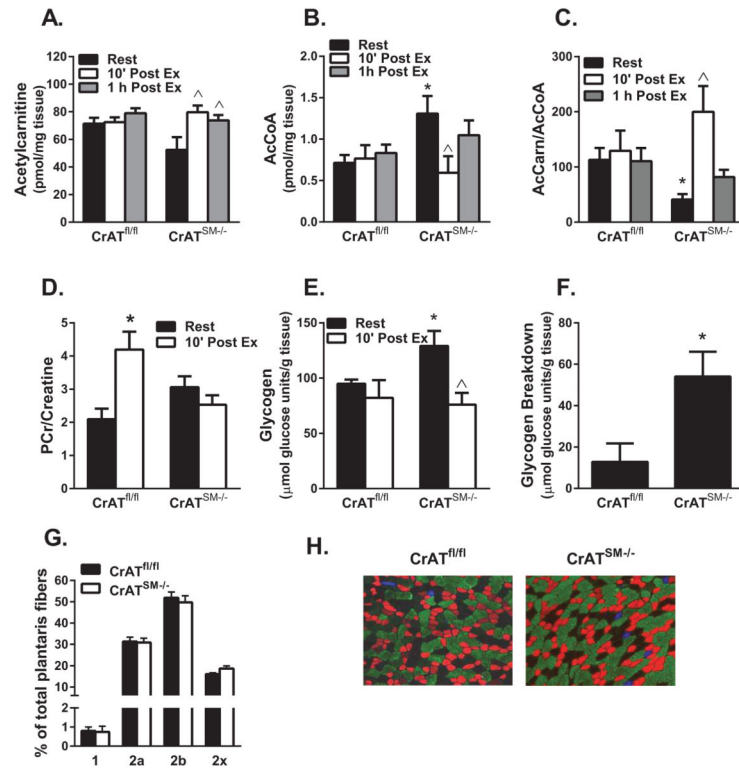 A.
Acetylcarnitine
(pmol/mg tissue)
120
100
80
60
40
20
0
Rest
10' Post Ex
1 h Post Ex
^
^
CrAT^fl/fl
CrAT^SM-/-
B.
AcCoA
(pmol/mg tissue)
2.0
1.5
1.0
0.5
0.0
Rest
10' Post Ex
1h Post Ex
*
^
CrAT^fl/fl
CrAT^SM-/-
C.
AcCarn/AcCoA
300
200
100
0
Rest
10' Post Ex
1 h Post Ex
^
*
CrAT^fl/fl
CrAT^SM-/-
D.
PCr/Creatine
5
4
3
2
1
0
Rest
10' Post Ex
*
CrAT^fl/fl
CrAT^SM-/-
E.
Glycogen
(μmol glucose units/g tissue)
150
100
50
0
Rest
10' Post Ex
*
^
CrAT^fl/fl
CrAT^SM-/-
F.
Glycogen Breakdown
(μmol glucose units/g tissue)
80
60
40
20
0
*
CrAT^fl/fl
CrAT^SM-/-
G.
% of total plantaris fibers
60
50
40
30
20
10
2
1
0
CrAT^fl/fl
CrAT^SM-/-
1 2a 2b 2x
H.
CrAT^fl/fl
CrAT^SM-/-